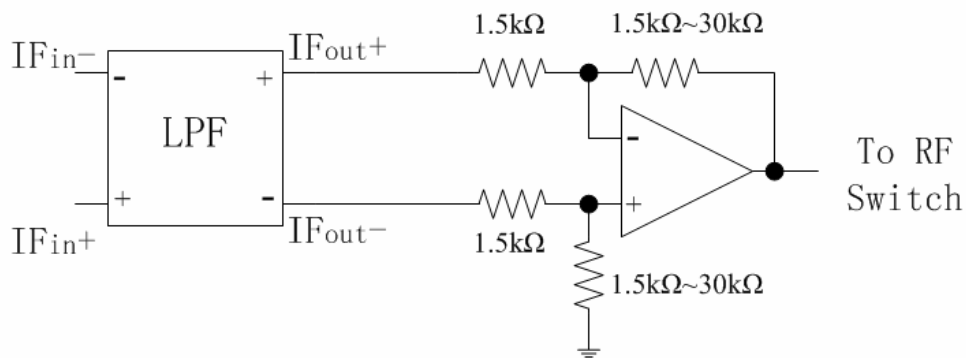 1.5kΩ
1.5kΩ~30kΩ
IFin-
IFout+
-
+
LPF
-
To RF
Switch
+
-
+
IFin+
IFout-
1.5kΩ
1.5kΩ~30kΩ